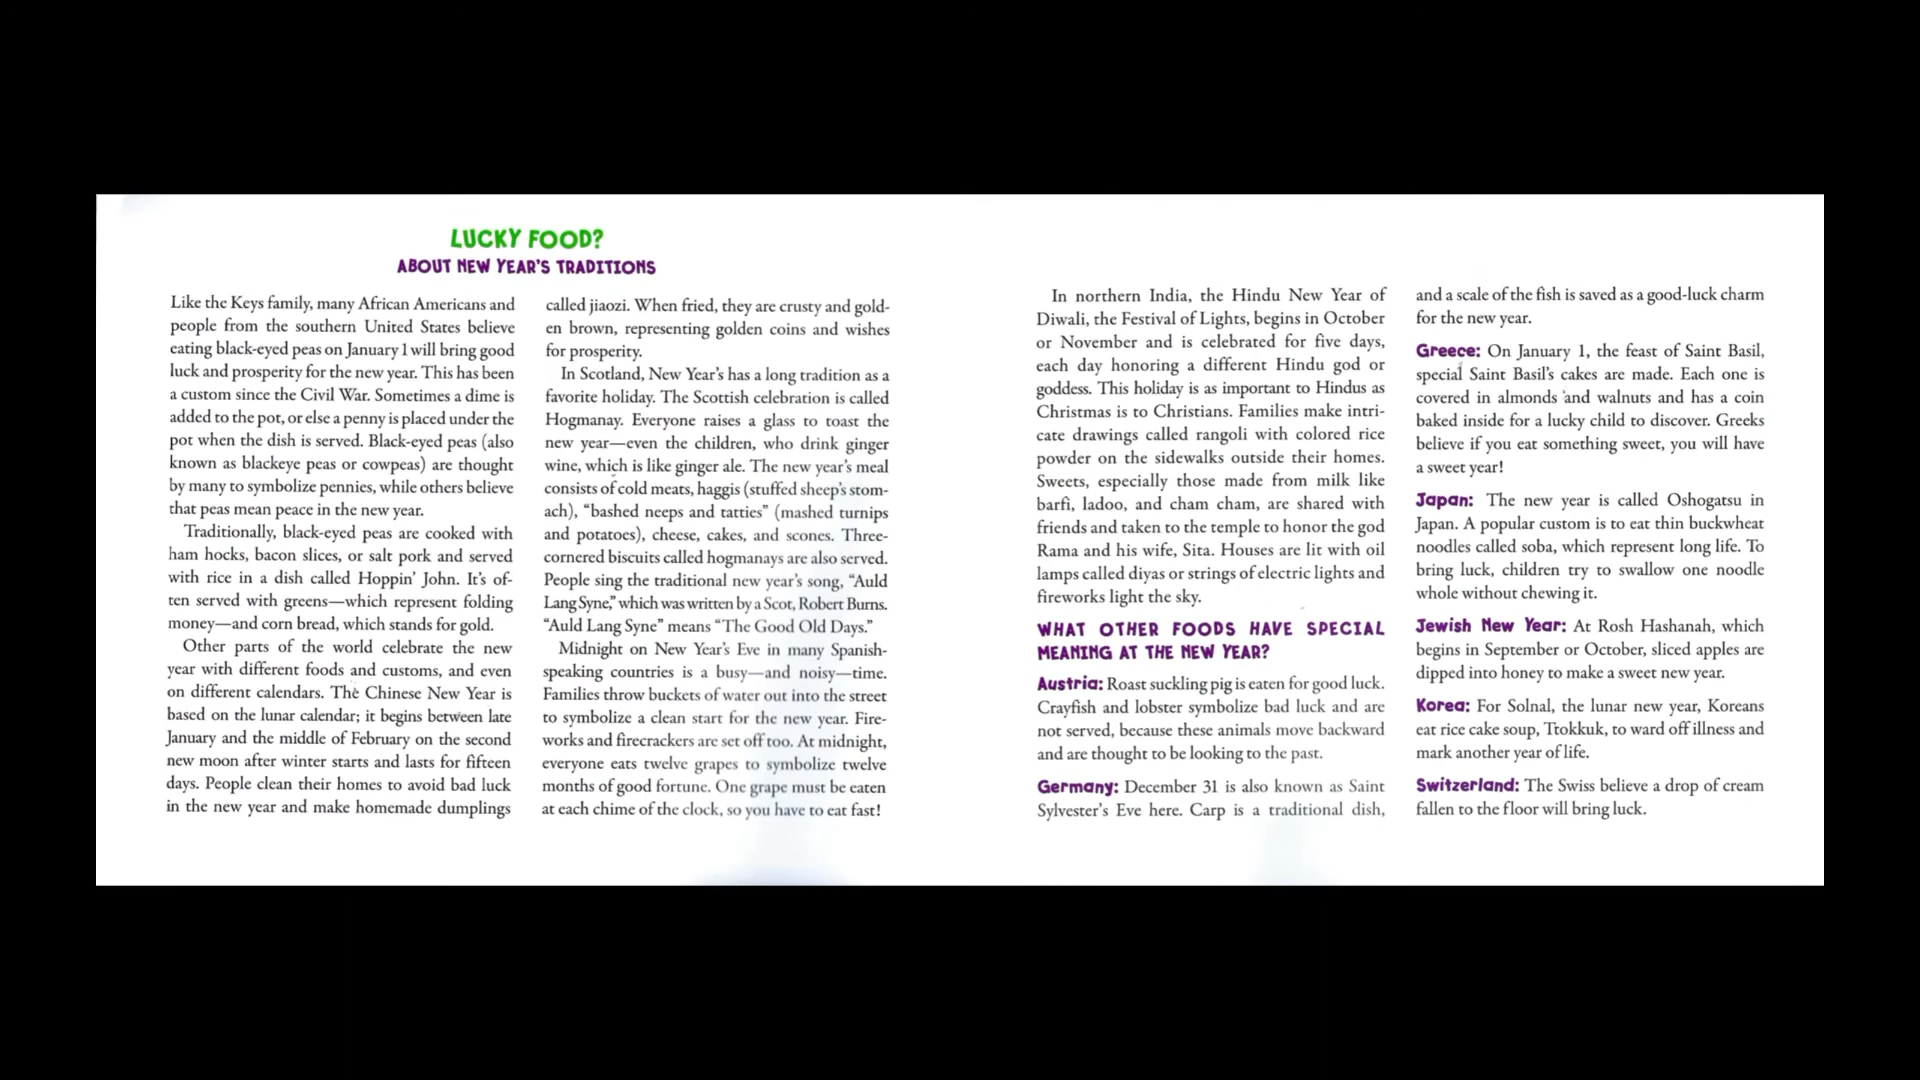 LUCKY FOOD?
ABOUT NEW YEAR'S TRADITIONS
Like the Keys family, many African Americans and
people from the southern United States believe
eating black-eyed peas on January 1 will bring good
luck and prosperity for the new year. This has been
a custom since the Civil War. Sometimes a dime is
added to the pot, or else a penny is placed under the
pot when the dish is served. Black-eyed peas (also
known as blackeye peas or cowpeas) are thought
by many to symbolize pennies, while others believe
that peas mean peace in the new year.
Traditionally, black-eyed peas are cooked with
ham hocks, bacon slices, or salt pork and served
with rice in a dish called Hoppin' John. It's of-
ten served with greens—which represent folding
money—and corn bread, which stands for gold.
Other parts of the world celebrate the new
year with different foods and customs, and even
on different calendars. The Chinese New Year is
based on the lunar calendar; it begins between late
January and the middle of February on the second
new moon after winter starts and lasts for fifteen
days. People clean their homes to avoid bad luck
in the new year and make homemade dumplings
called jiaozi. When fried, they are crusty and gold-
en brown, representing golden coins and wishes
for prosperity.
In Scotland, New Year's has a long tradition as a
favorite holiday. The Scottish celebration is called
Hogmanay. Everyone raises a glass to toast the
new year—even the children, who drink ginger
wine, which is like ginger ale. The new year's meal
consists of cold meats, haggis (stuffed sheep's stom-
ach), "bashed neeps and tatties" (mashed turnips
and potatoes), cheese, cakes, and scones. Three-
cornered biscuits called hogmanays are also served.
People sing the traditional new year's song, "Auld
Lang Syne," which was written by a Scot, Robert Burns.
"Auld Lang Syne" means "The Good Old Days."
Midnight on New Year's Eve in many Spanish-
speaking countries is a busy—and noisy—time.
Families throw buckets of water out into the street
to symbolize a clean start for the new year. Fire-
works and firecrackers are set off too. At midnight,
everyone eats twelve grapes to symbolize twelve
months of good fortune. One grape must be eaten
at each chime of the clock, so you have to eat fast!
In northern India, the Hindu New Year of
Diwali, the Festival of Lights, begins in October
or November and is celebrated for five days,
each day honoring a different Hindu god or
goddess. This holiday is as important to Hindus as
Christmas is to Christians. Families make intri-
cate drawings called rangoli with colored rice
powder on the sidewalks outside their homes.
Sweets, especially those made from milk like
barfi, ladoo, and cham cham, are shared with
friends and taken to the temple to honor the god
Rama and his wife, Sita. Houses are lit with oil
lamps called diyas or strings of electric lights and
fireworks light the sky.
WHAT OTHER FOODS HAVE SPECIAL
MEANING AT THE NEW YEAR?
Austria: Roast suckling pig is eaten for good luck.
Crayfish and lobster symbolize bad luck and are
not served, because these animals move backward
and are thought to be looking to the past.
Germany: December 31 is also known as Saint
Sylvester's Eve here. Carp is a traditional dish,
and a scale of the fish is saved as a good-luck charm
for the new year.
Greece: On January 1, the feast of Saint Basil,
special Saint Basil's cakes are made. Each one is
covered in almonds and walnuts and has a coin
baked inside for a lucky child to discover. Greeks
believe if you eat something sweet, you will have
a sweet year!
Japan: The new year is called Oshogatsu in
Japan. A popular custom is to eat thin buckwheat
noodles called soba, which represent long life. To
bring luck, children try to swallow one noodle
whole without chewing it.
Jewish New Year: At Rosh Hashanah, which
begins in September or October, sliced apples are
dipped into honey to make a sweet new year.
Korea: For Solnal, the lunar new year, Koreans
eat rice cake soup, Ttokkuk, to ward off illness and
mark another year of life.
Switzerland: The Swiss believe a drop of cream
fallen to the floor will bring luck.